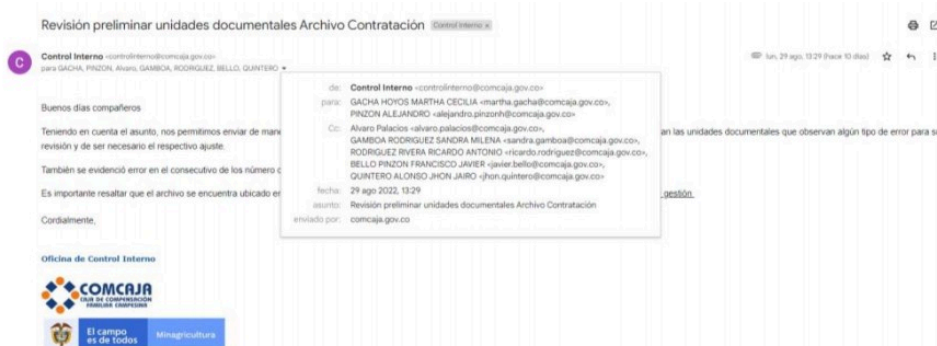 Revisión preliminar unidades documentales Archivo Contratación Control Interno x
Control Interno <controlinterno@comcaja.gov.co>
para GACHA, PINZON, Alvaro, GAMBOA, RODRIGUEZ, BELLO, QUINTERO
lun, 29 ago, 13:29 (hace 10 días)
de: Control Interno <controlinterno@comcaja.gov.co>
para: GACHA HOYOS MARTHA CECILIA <martha.gacha@comcaja.gov.co>,
PINZON ALEJANDRO <alejandro.pinzonh@comcaja.gov.co>
Cc: Alvaro Palacios <alvaro.palacios@comcaja.gov.co>,
GAMBOA RODRIGUEZ SANDRA MILENA <sandra.gamboa@comcaja.gov.co>,
RODRIGUEZ RIVERA RICARDO ANTONIO <ricardo.rodriguez@comcaja.gov.co>,
BELLO PINZON FRANCISCO JAVIER <javier.bello@comcaja.gov.co>,
QUINTERO ALONSO JHON JAIRO <jhon.quintero@comcaja.gov.co>
fecha: 29 ago 2022, 13:29
asunto: Revisión preliminar unidades documentales Archivo Contratación
enviado por: comcaja.gov.co
Buenos días compañeros
Teniendo en cuenta el asunto, nos permitimos enviar de man an las unidades documentales que observan algún tipo de error para su
revisión y de ser necesario el respectivo ajuste.
También se evidenció error en el consecutivo de los número
Es importante resaltar que el archivo se encuentra ubicado en gestión.
Cordialmente,
Oficina de Control Interno
COMCAJA
CAJA DE COMPENSACIÓN
FAMILIAR CAMPESINA
El campo
es de todos
Minagricultura